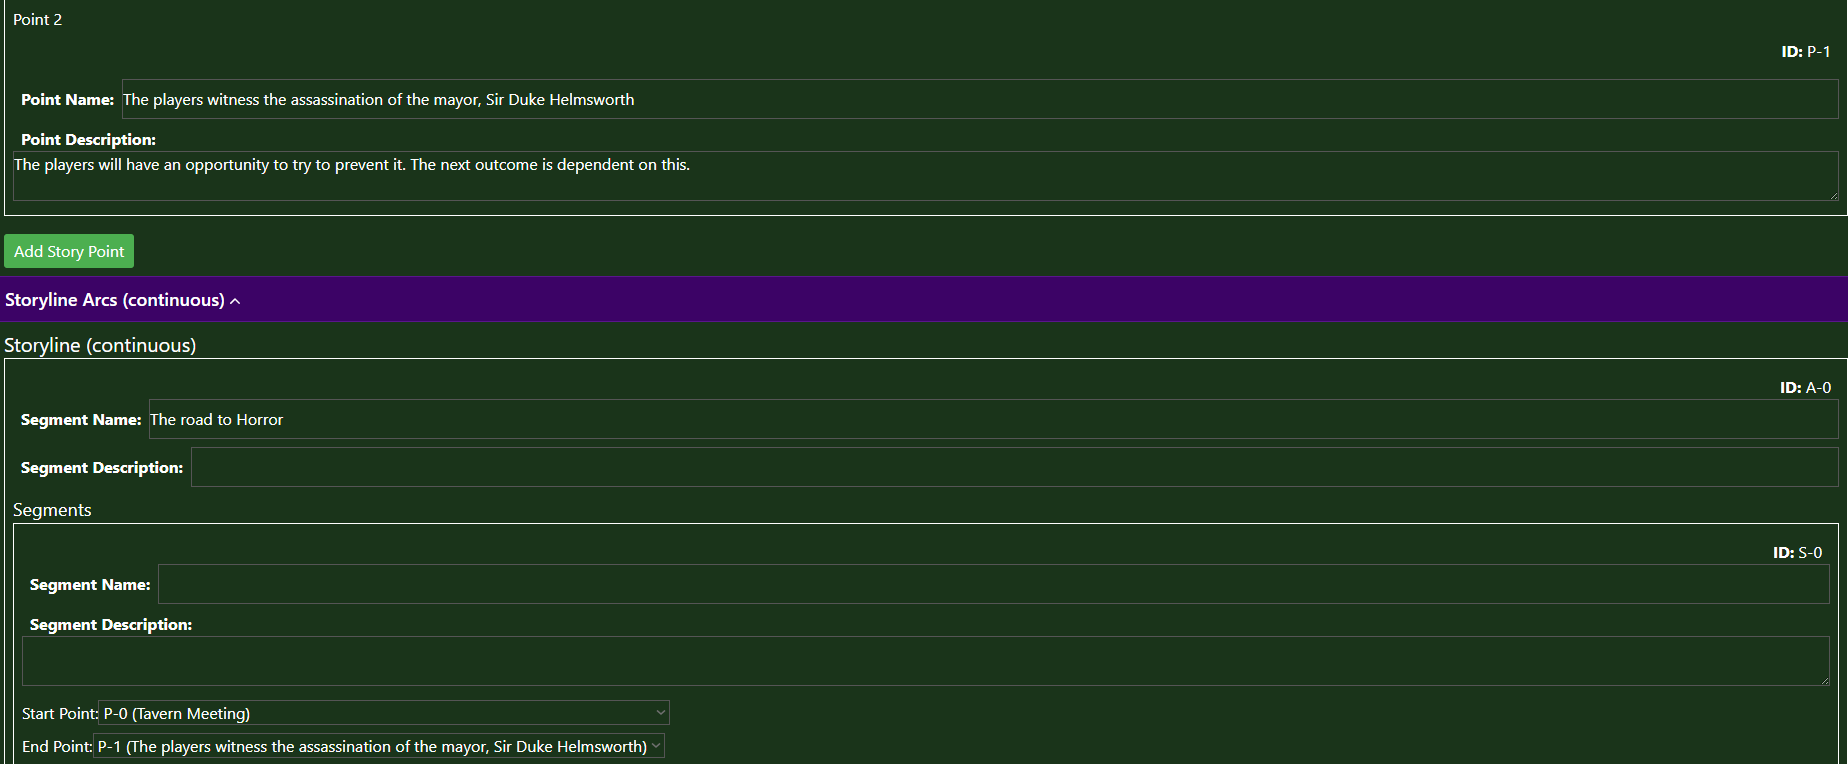 Point 2
ID: P-1
Point Name: The players witness the assassination of the mayor, Sir Duke Helmsworth
Point Description:
The players will have an opportunity to try to prevent it. The next outcome is dependent on this.
Add Story Point
Storyline Arcs (continuous)
Storyline (continuous)
ID: A-0
Segment Name: The road to Horror
Segment Description:
Segments
ID: S-0
Segment Name:
Segment Description:
Start Point: P-0 (Tavern Meeting)
End Point: P-1 (The players witness the assassination of the mayor, Sir Duke Helmsworth)